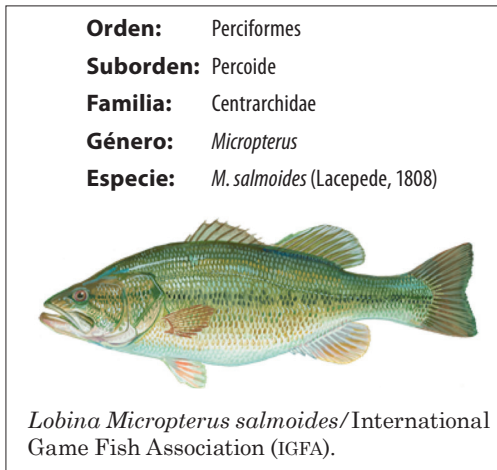 Orden: Perciformes
Suborden: Percoide
Familia: Centrarchidae
Género: Micropterus
Especie: M. salmoides (Lacepede, 1808)
Lobina Micropterus salmoides/International
Game Fish Association (IGFA).